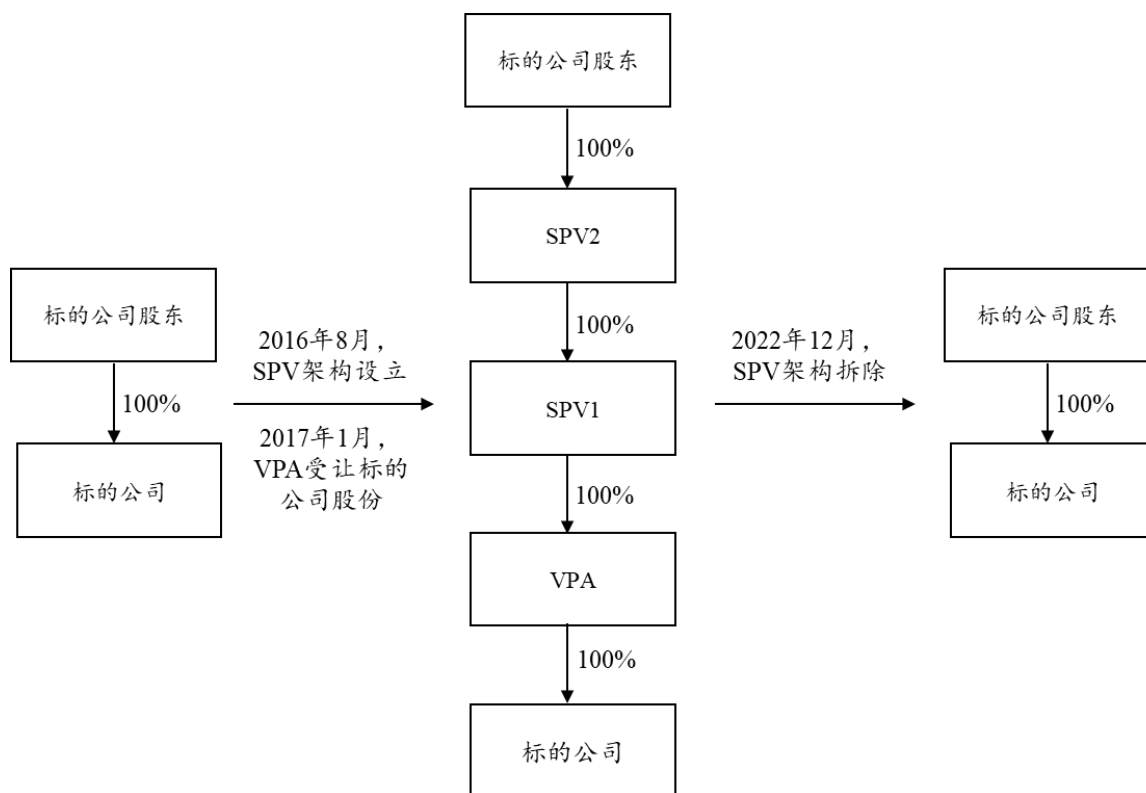 标的公司股东
100%
标的公司
2016年8月，
SPV架构设立
2017年1月，
VPA受让标的
公司股份
标的公司股东
100%
SPV2
100%
SPV1
100%
VPA
100%
标的公司
2022年12月，
SPV架构拆除
标的公司股东
100%
标的公司